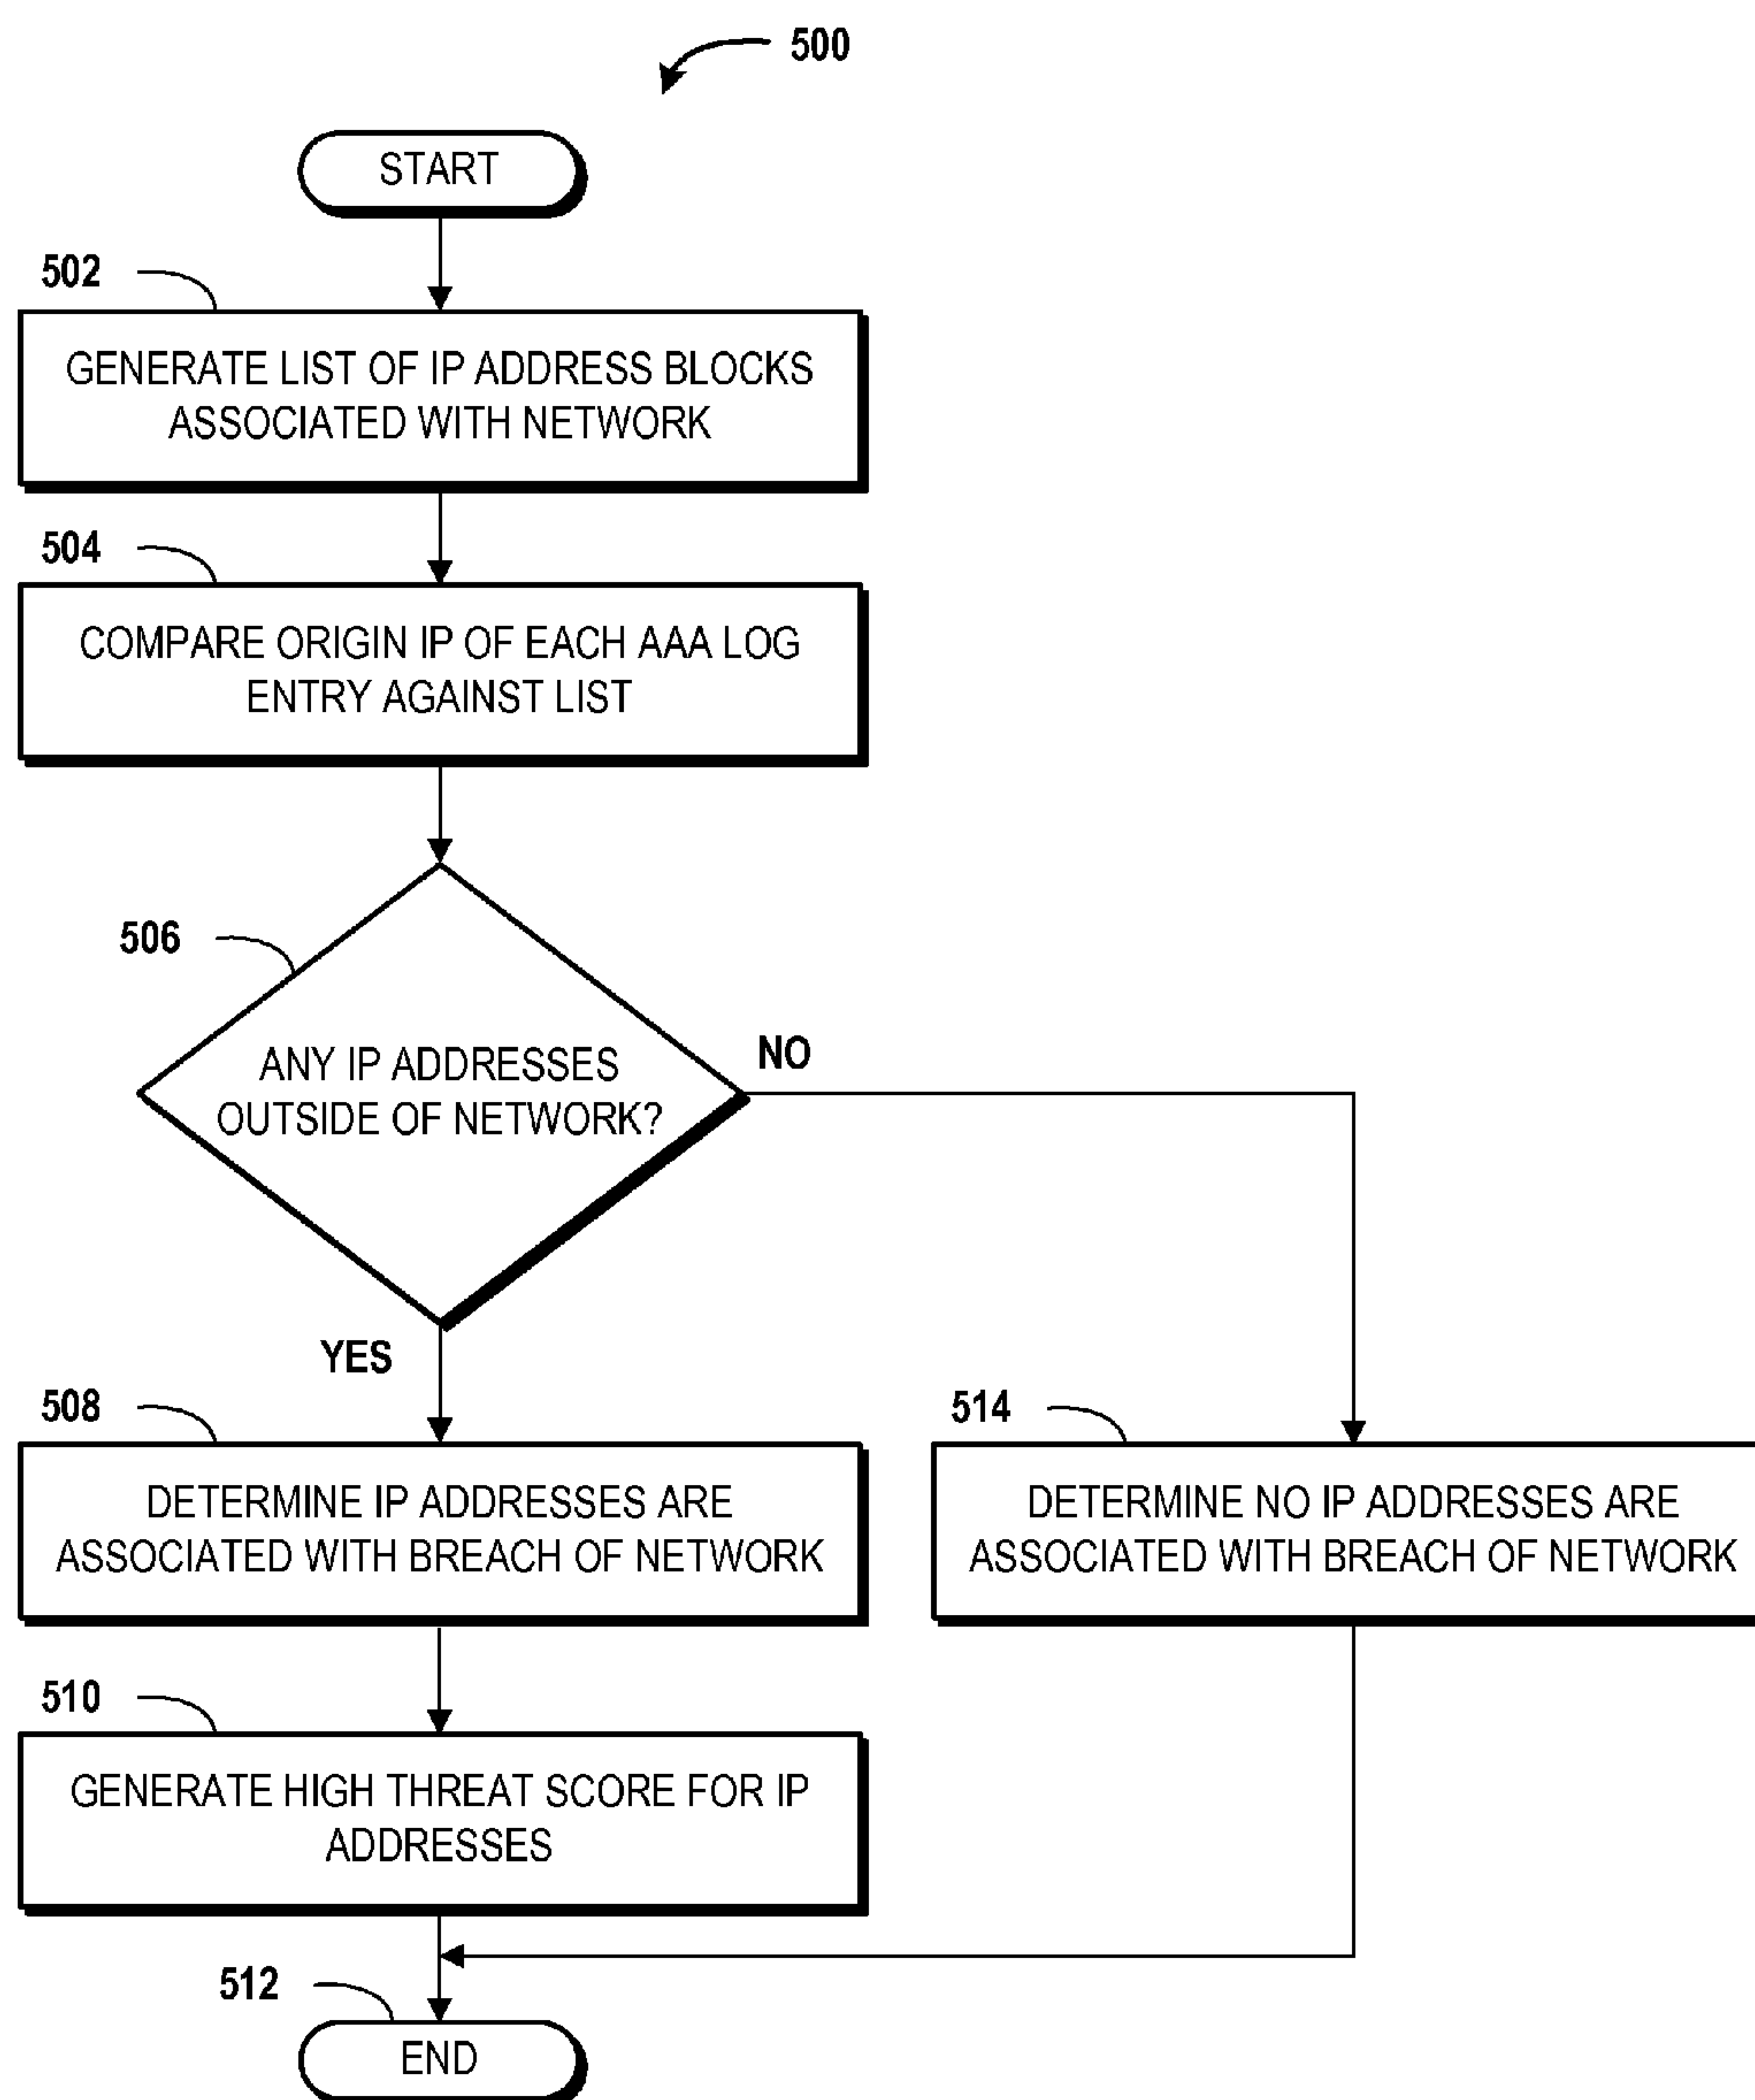 500
START
502
GENERATE LIST OF IP ADDRESS BLOCKS
ASSOCIATED WITH NETWORK
504
COMPARE ORIGIN IP OF EACH AAA LOG
ENTRY AGAINST LIST
506
ANY IP ADDRESSES
OUTSIDE OF NETWORK?
NO
YES
508
DETERMINE IP ADDRESSES ARE
ASSOCIATED WITH BREACH OF NETWORK
514
DETERMINE NO IP ADDRESSES ARE
ASSOCIATED WITH BREACH OF NETWORK
510
GENERATE HIGH THREAT SCORE FOR IP
ADDRESSES
512
END